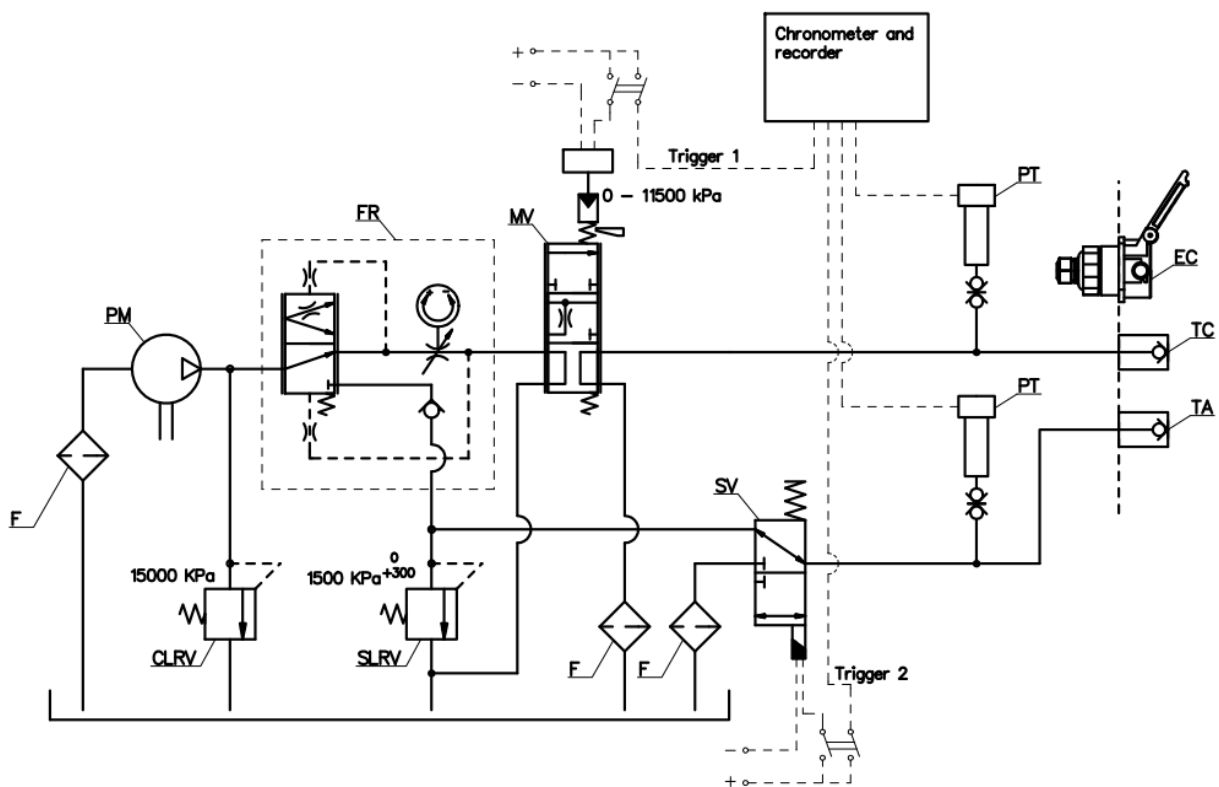 Chronometer and
recorder
+
−
Trigger 1
0 – 11500 kPa
PT
FR
MV
EC
PM
+
-
TC
PT
TA
F
SV
15000 KPa
1500 KPa
0
+300
CLRV
SLRV
F
F
Trigger 2
−
+